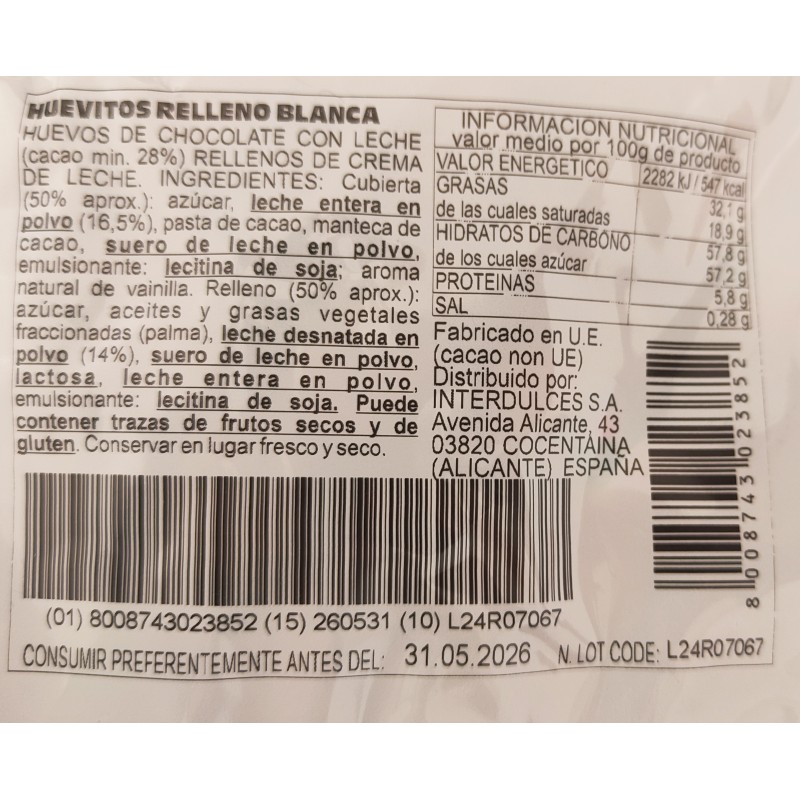 HUEVITOS RELLENO BLANCA
HUEVOS DE CHOCOLATE CON LECHE
(cacao min. 28%) RELLENOS DE CREMA
DE LECHE. INGREDIENTES: Cubierta
(50% aprox.): azúcar, leche entera en
polvo (16,5%), pasta de cacao, manteca de
cacao, suero de leche en polvo,
emulsionante: lecitina de soja; aroma
natural de vainilla. Relleno (50% aprox.):
azúcar, aceites y grasas vegetales
fraccionadas (palma), leche desnatada en
polvo (14%), suero de leche en polvo,
lactosa, leche entera en polvo,
emulsionante: lecitina de soja. Puede
contener trazas de frutos secos y de
gluten. Conservar en lugar fresco y seco.
INFORMACION NUTRICIONAL
valor medio por 100g de producto
VALOR ENERGETICO 2282 kJ / 547 kcal
GRASAS 32,1 g
de las cuales saturadas 18,9 g
HIDRATOS DE CARBONO 57,8 g
de los cuales azúcar 57,2 g
PROTEINAS 5,8 g
SAL 0,28 g
Fabricado en U.E.
(cacao non UE)
Distribuido por:
INTERDULCES S.A.
Avenida Alicante, 43
03820 COCENTAINA
(ALICANTE) ESPAÑA
8 008743 023852
(01) 8008743023852 (15) 260531 (10) L24R07067
CONSUMIR PREFERENTEMENTE ANTES DEL: 31.05.2026 N. LOT CODE: L24R07067